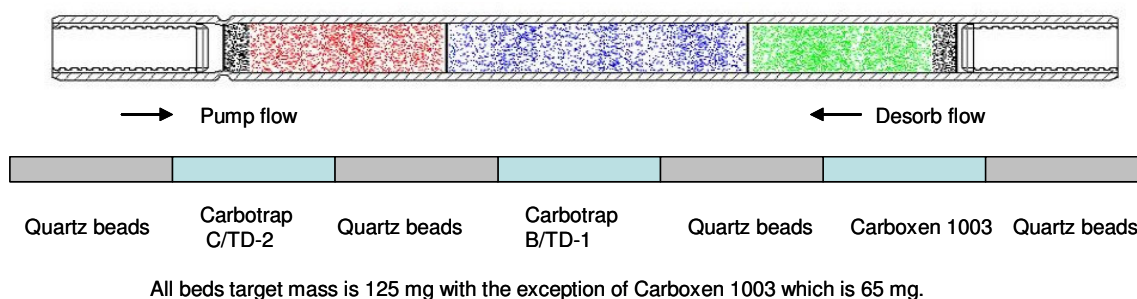 Pump flow
Desorb flow
Quartz beads
Carbotrap
C/TD-2
Quartz beads
Carbotrap
B/TD-1
Quartz beads
Carboxen 1003
Quartz beads
All beds target mass is 125 mg with the exception of Carboxen 1003 which is 65 mg.